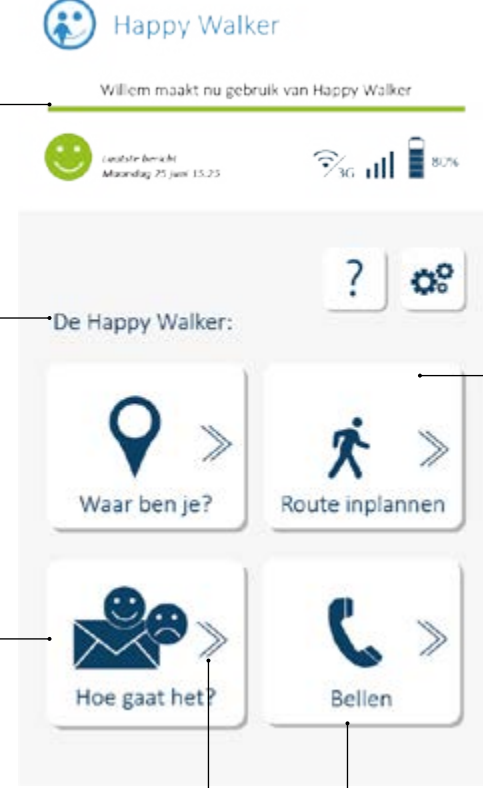 Happy Walker
Willem maakt nu gebruik van Happy Walker
Laatste bericht
Maandag 25 juni 15.25
3G
80%
?
De Happy Walker:
Waar ben je?
Route inplannen
Hoe gaat het?
Bellen